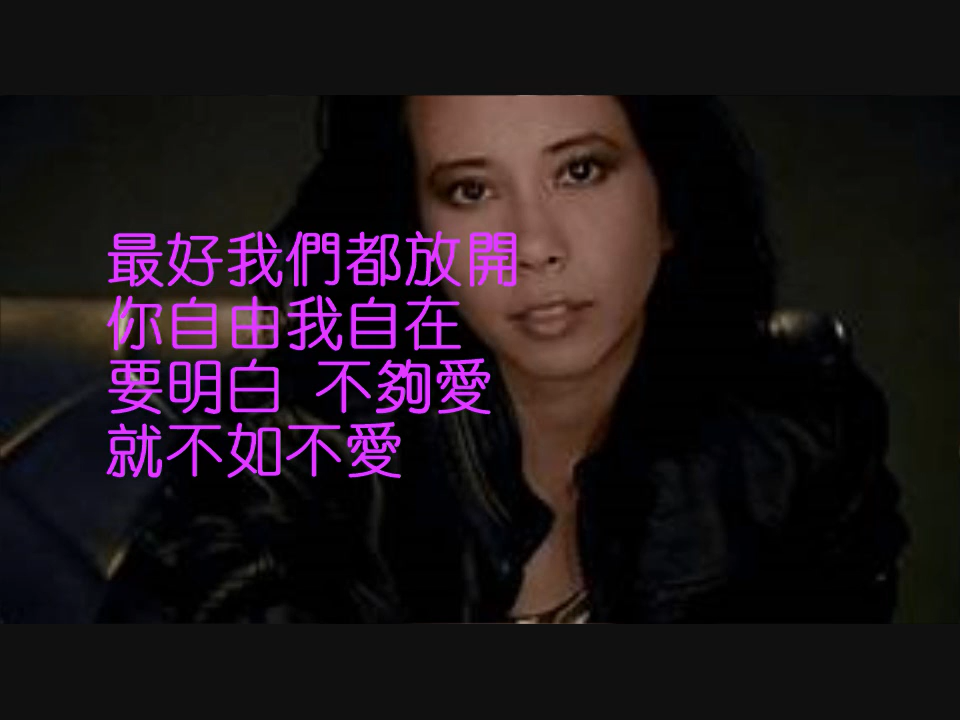 最好我們都放開
你自由我自在
要明白 不夠愛
就不如不愛